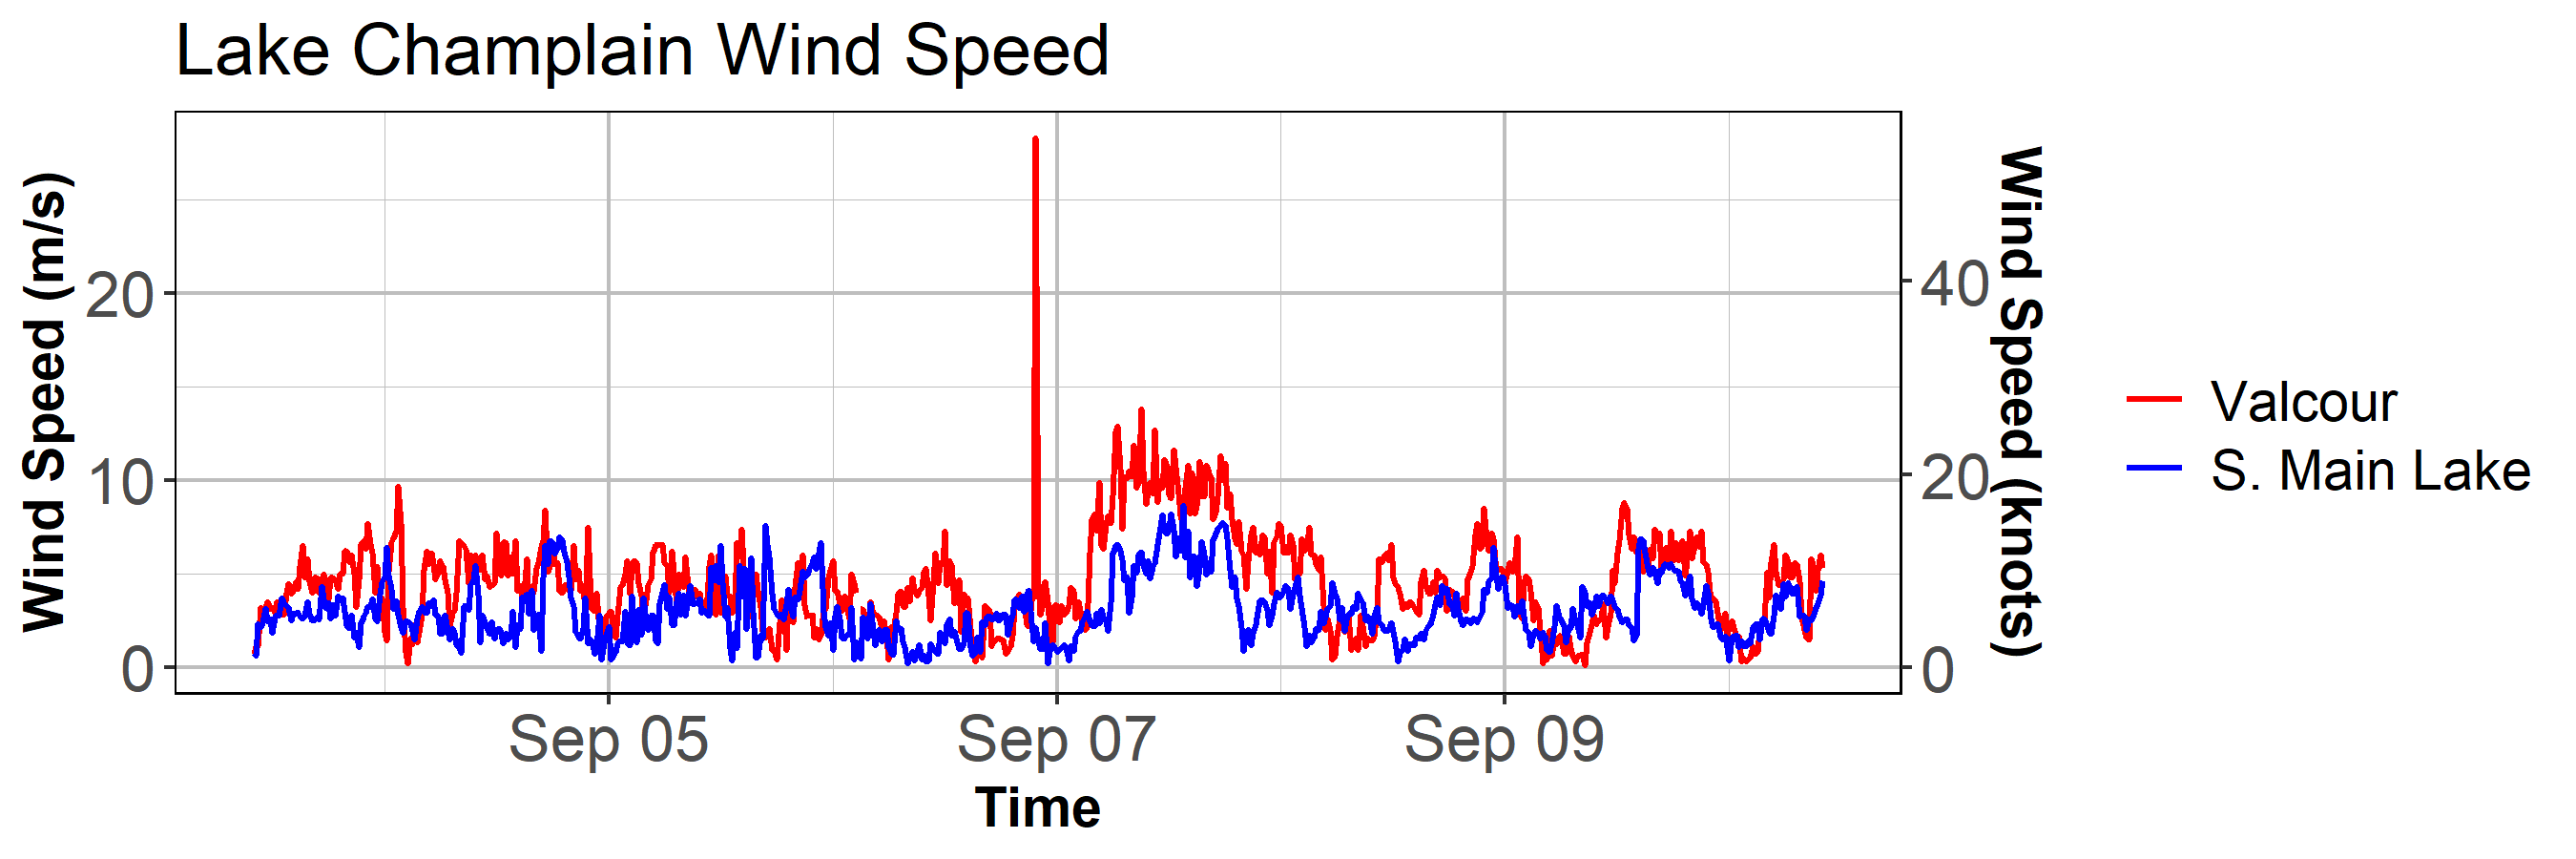 Lake Champlain Wind Speed
Wind Speed (m/s)
20
10
0
40
20
0
Wind Speed (knots)
Sep 05
Sep 07
Sep 09
Time
Valcour
S. Main Lake